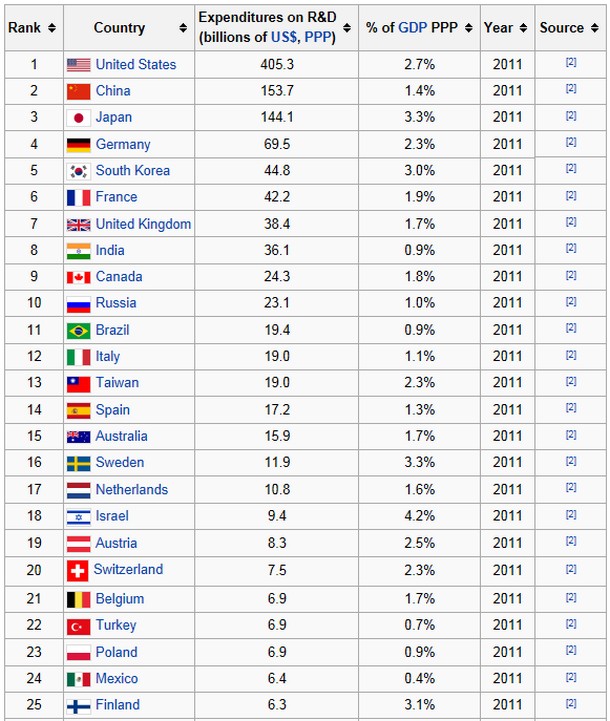 Rank Country Expenditures on R&D (billions of US$, PPP) % of GDP PPP Year Source
1 United States 405.3 2.7% 2011 [2]
2 China 153.7 1.4% 2011 [2]
3 Japan 144.1 3.3% 2011 [2]
4 Germany 69.5 2.3% 2011 [2]
5 South Korea 44.8 3.0% 2011 [2]
6 France 42.2 1.9% 2011 [2]
7 United Kingdom 38.4 1.7% 2011 [2]
8 India 36.1 0.9% 2011 [2]
9 Canada 24.3 1.8% 2011 [2]
10 Russia 23.1 1.0% 2011 [2]
11 Brazil 19.4 0.9% 2011 [2]
12 Italy 19.0 1.1% 2011 [2]
13 Taiwan 19.0 2.3% 2011 [2]
14 Spain 17.2 1.3% 2011 [2]
15 Australia 15.9 1.7% 2011 [2]
16 Sweden 11.9 3.3% 2011 [2]
17 Netherlands 10.8 1.6% 2011 [2]
18 Israel 9.4 4.2% 2011 [2]
19 Austria 8.3 2.5% 2011 [2]
20 Switzerland 7.5 2.3% 2011 [2]
21 Belgium 6.9 1.7% 2011 [2]
22 Turkey 6.9 0.7% 2011 [2]
23 Poland 6.9 0.9% 2011 [2]
24 Mexico 6.4 0.4% 2011 [2]
25 Finland 6.3 3.1% 2011 [2]